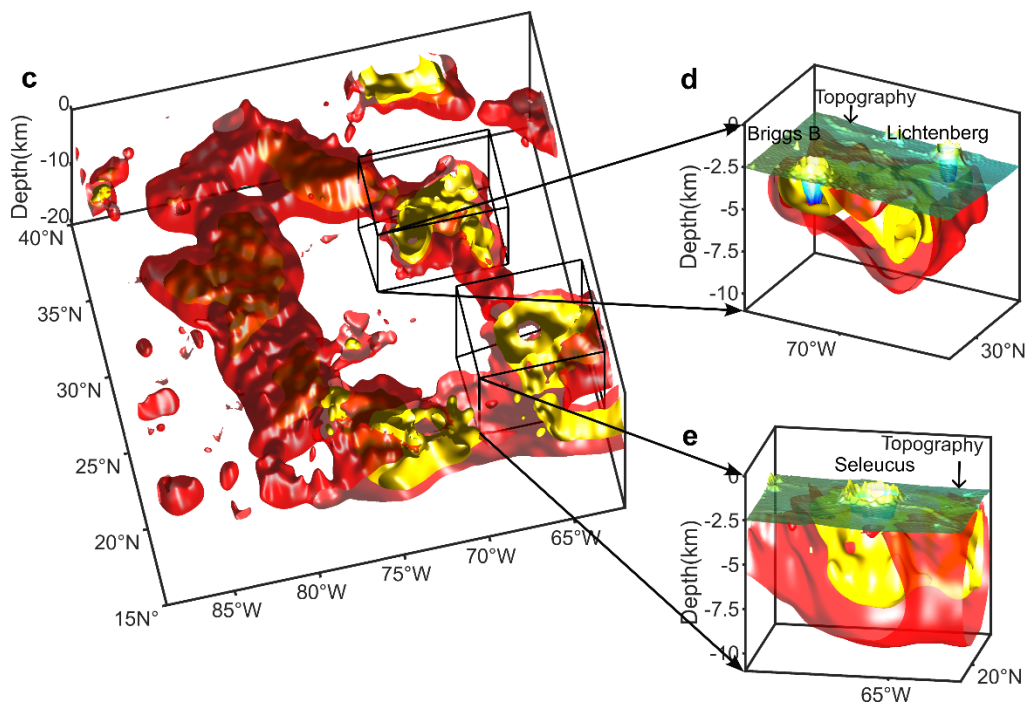 c
0
-10
-20
Depth(km)
40°N
35°N
30°N
25°N
20°N
15N°
85°W
80°W
75°W
70°W
65°W
d
Topography
Briggs B
Lichtenberg
0
-2.5
-5
-7.5
-10
Depth(km)
70°W
30°N
e
Topography
Seleucus
0
-2.5
-5
-7.5
-10
Depth(km)
65°W
20°N